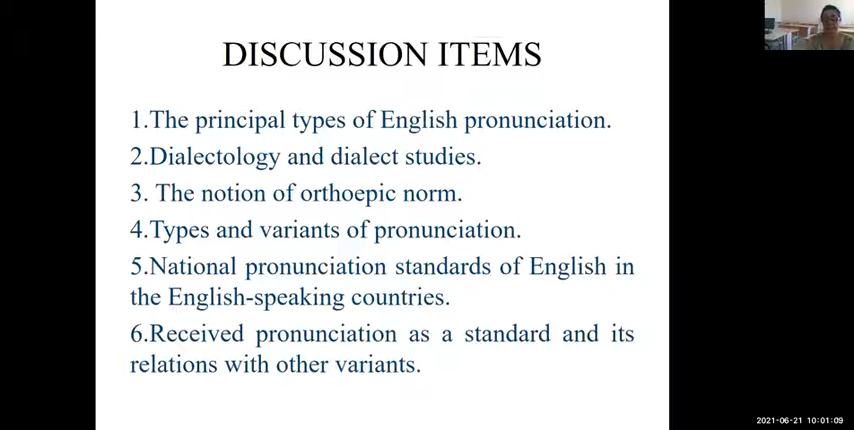 DISCUSSION ITEMS
1.The principal types of English pronunciation.
2.Dialectology and dialect studies.
3. The notion of orthoepic norm.
4.Types and variants of pronunciation.
5.National pronunciation standards of English in
the English-speaking countries.
6.Received pronunciation as a standard and its
relations with other variants.
2021-06-21 10:01:09